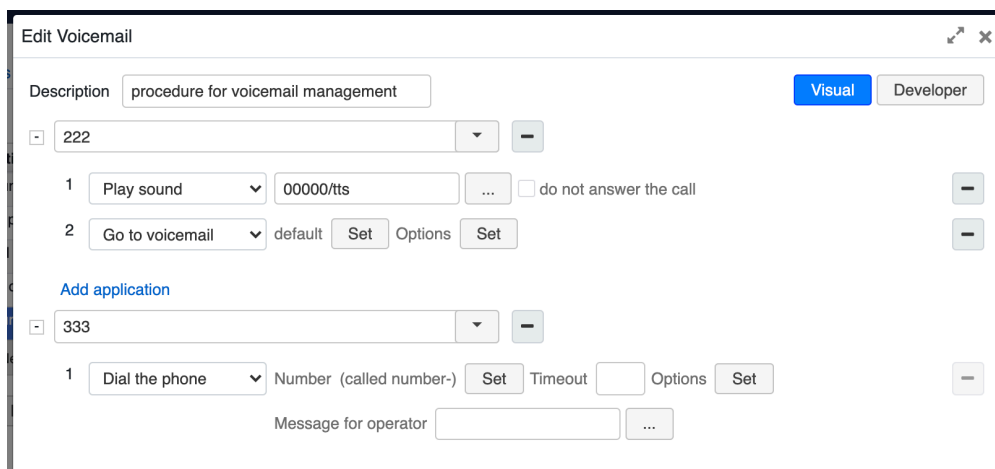 Edit Voicemail
Description procedure for voicemail management Visual Developer
222
1 Play sound 00000/tts ... do not answer the call
2 Go to voicemail default Set Options Set
Add application
333
1 Dial the phone Number (called number-) Set Timeout Options Set
Message for operator ...